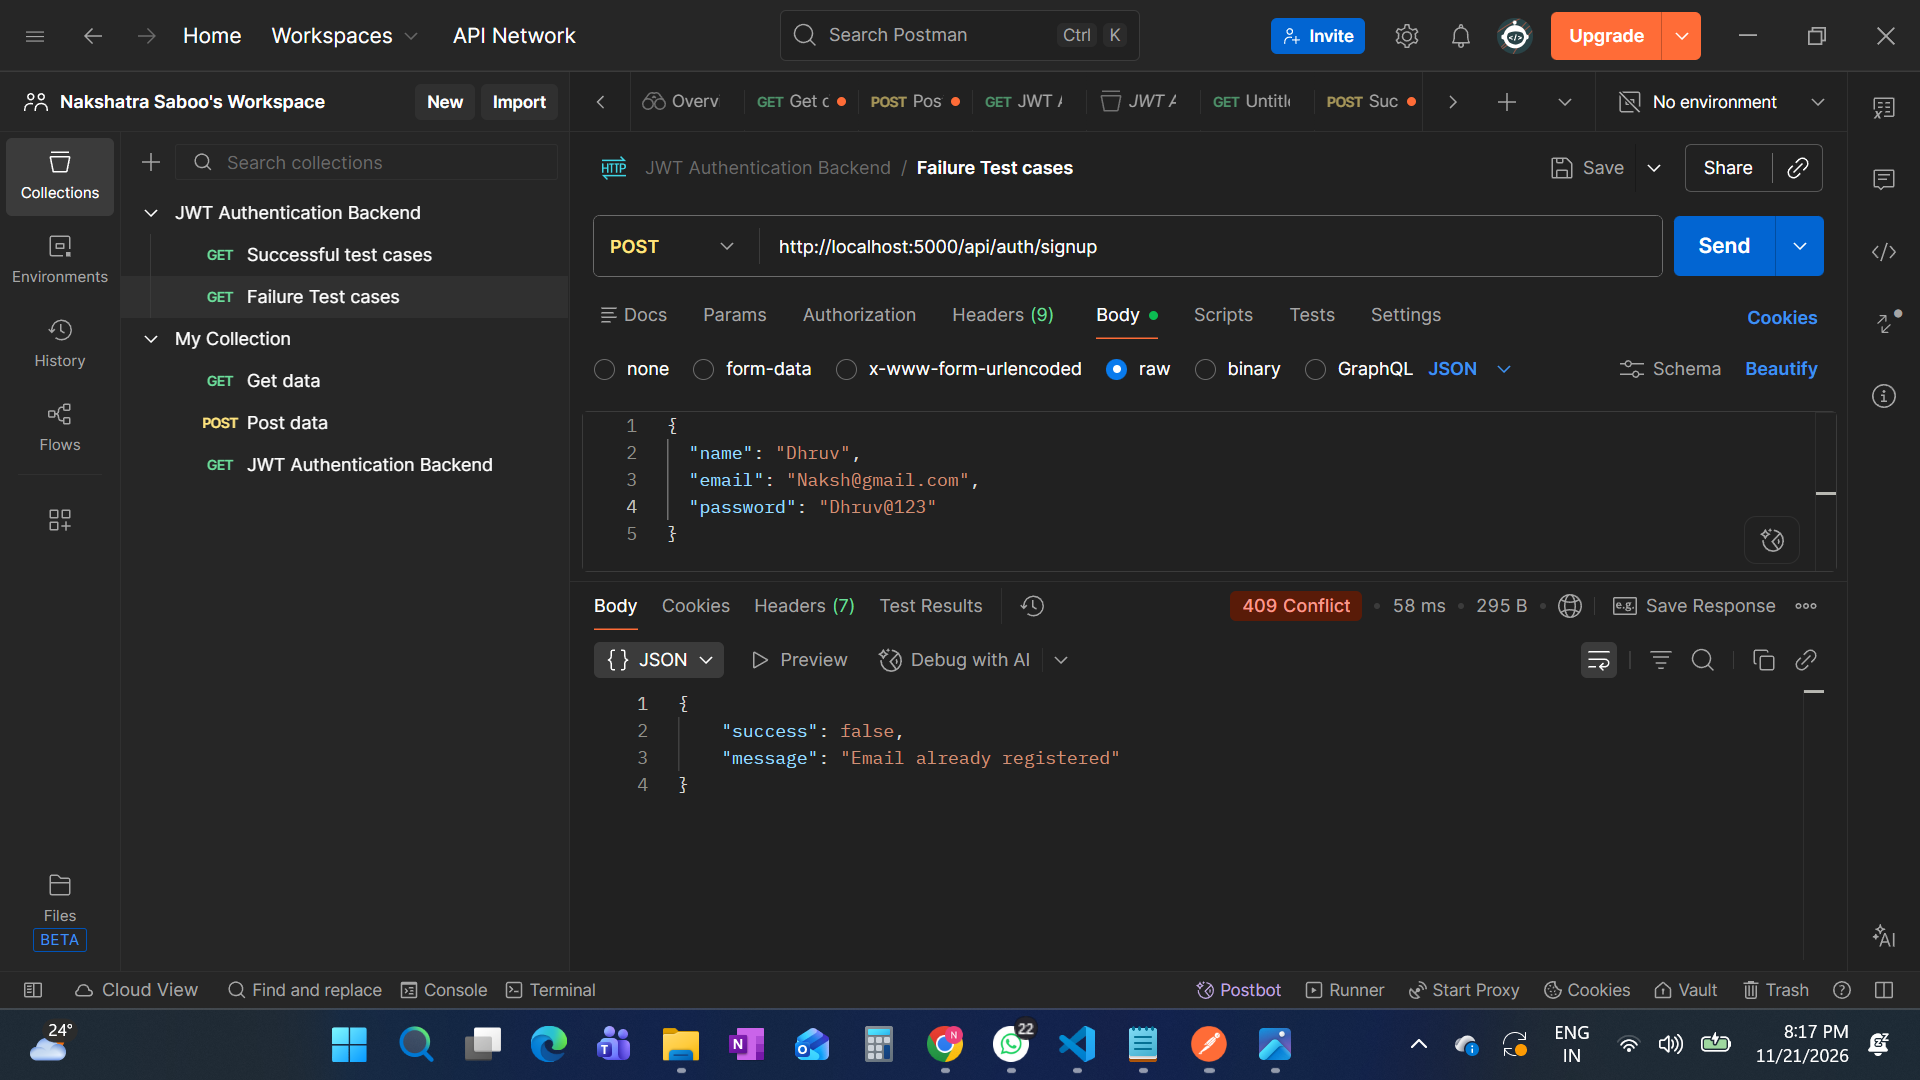 Home Workspaces API Network Search Postman Ctrl K Invite Upgrade
Nakshatra Saboo's Workspace New Import
Overv GET Get c POST Pos GET JWT A JWT A GET Untitl POST Suc No environment
Collections
Environments
History
Flows
Files
BETA
Search collections
JWT Authentication Backend
GET Successful test cases
GET Failure Test cases
My Collection
GET Get data
POST Post data
GET JWT Authentication Backend
HTTP JWT Authentication Backend / Failure Test cases Save Share
POST http://localhost:5000/api/auth/signup Send
Docs Params Authorization Headers (9) Body Scripts Tests Settings Cookies
none form-data x-www-form-urlencoded raw binary GraphQL JSON Schema Beautify
1 {
2 "name": "Dhruv",
3 "email": "Naksh@gmail.com",
4 "password": "Dhruv@123"
5 }
Body Cookies Headers (7) Test Results 409 Conflict • 58 ms • 295 B • e.g. Save Response
{} JSON Preview Debug with AI
1 {
2 "success": false,
3 "message": "Email already registered"
4 }
AI
Cloud View Find and replace Console Terminal Postbot Runner Start Proxy Cookies Vault Trash
24° 22 ENG
IN
8:17 PM
11/21/2026